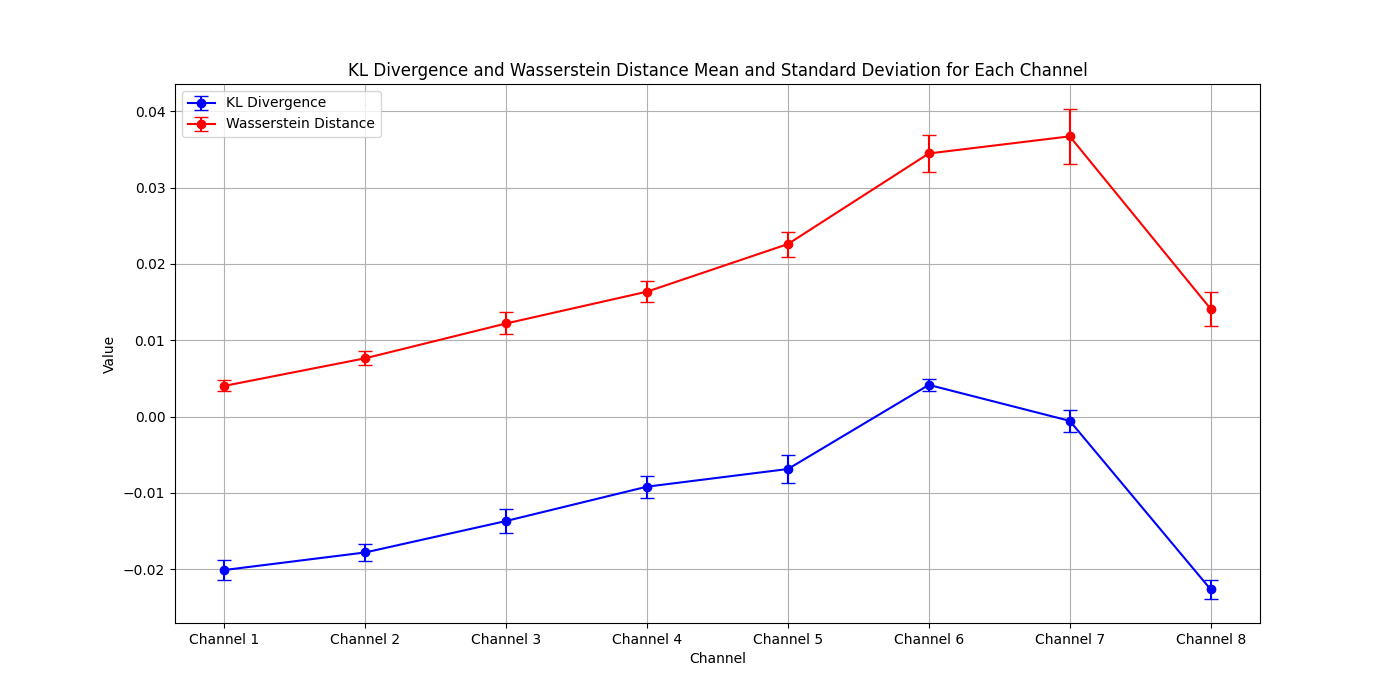 KL Divergence and Wasserstein Distance Mean and Standard Deviation for Each Channel
KL Divergence
Wasserstein Distance
0.04
0.03
0.02
0.01
0.00
−0.01
−0.02
Value
Channel 1 Channel 2 Channel 3 Channel 4 Channel 5 Channel 6 Channel 7 Channel 8
Channel